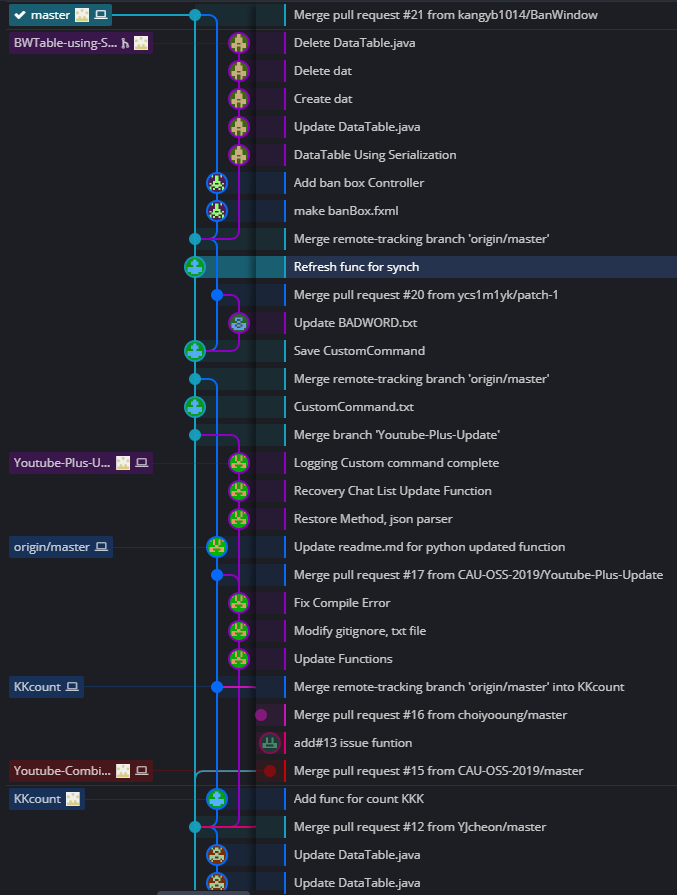 master
Merge pull request #21 from kangyb1014/BanWindow
BWTable-using-S...
Delete DataTable.java
Delete dat
Create dat
Update DataTable.java
DataTable Using Serialization
Add ban box Controller
make banBox.fxml
Merge remote-tracking branch 'origin/master'
Refresh func for synch
Merge pull request #20 from ycs1m1yk/patch-1
Update BADWORD.txt
Save CustomCommand
Merge remote-tracking branch 'origin/master'
CustomCommand.txt
Merge branch 'Youtube-Plus-Update'
Youtube-Plus-U...
Logging Custom command complete
Recovery Chat List Update Function
Restore Method, json parser
origin/master
Update readme.md for python updated function
Merge pull request #17 from CAU-OSS-2019/Youtube-Plus-Update
Fix Compile Error
Modify gitignore, txt file
Update Functions
KKcount
Merge remote-tracking branch 'origin/master' into KKcount
Merge pull request #16 from choiyooung/master
add#13 issue funtion
Youtube-Combi...
Merge pull request #15 from CAU-OSS-2019/master
KKcount
Add func for count KKK
Merge pull request #12 from YJcheon/master
Update DataTable.java
Update DataTable.java